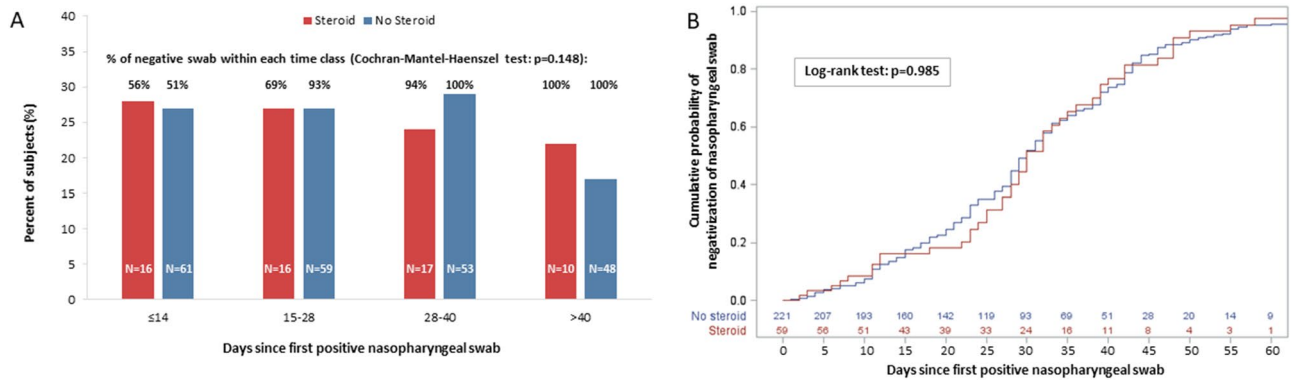 A
Steroid No Steroid
% of negative swab within each time class (Cochran-Mantel-Haenszel test: p=0.148):
56% 51% 69% 93% 94% 100% 100% 100%
Percent of subjects (%)
40
35
30
25
20
15
10
5
0
N=16 N=61 N=16 N=59 N=17 N=53 N=10 N=48
≤14 15-28 28-40 >40
Days since first positive nasopharyngeal swab
B
Cumulative probability of
negativization of nasopharyngeal swab
1.0
0.8
0.6
0.4
0.2
0.0
Log-rank test: p=0.985
No steroid 221 207 193 160 142 119 93 69 51 28 20 14 9
Steroid 59 56 51 43 39 33 24 16 11 8 4 3 1
0 5 10 15 20 25 30 35 40 45 50 55 60
Days since first positive nasopharyngeal swab